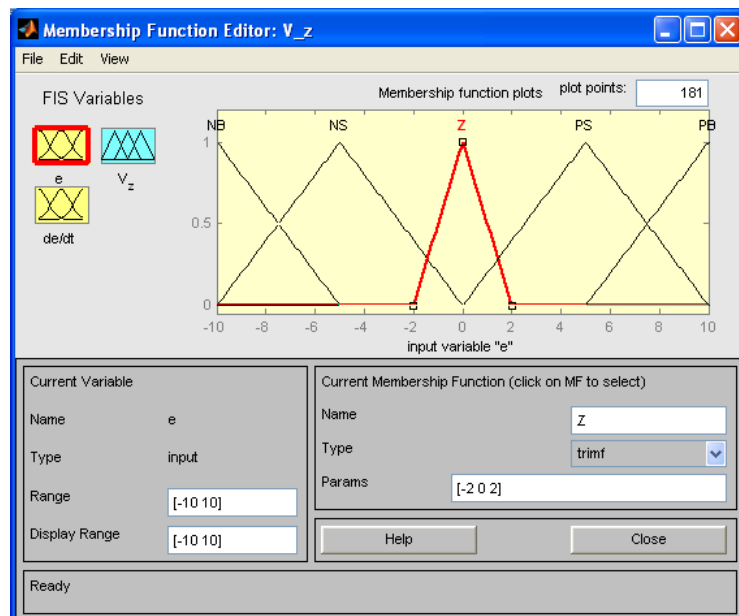 Membership Function Editor: V_z
File Edit View
FIS Variables
Membership function plots plot points: 181
e
V_z
de/dt
NB NS Z PS PB
1
0.5
0
-10 -8 -6 -4 -2 0 2 4 6 8 10
input variable "e"
Current Variable
Name e
Type input
Range [-10 10]
Display Range [-10 10]
Current Membership Function (click on MF to select)
Name Z
Type trimf
Params [-2 0 2]
Help Close
Ready